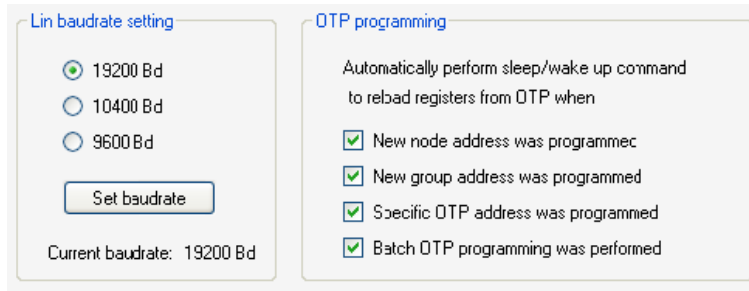 Lin baudrate setting
19200 Bd
10400 Bd
9600 Bd
Set baudrate
Current baudrate: 19200 Bd
OTP programming
Automatically perform sleep/wake up command
to reload registers from OTP when
New node address was programmed
New group address was programmed
Specific OTP address was programmed
Batch OTP programming was performed